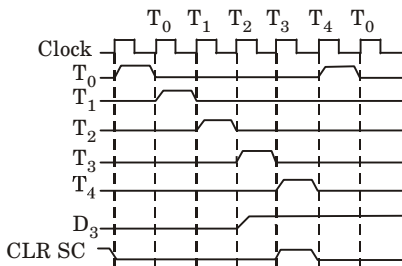 T₀ T₁ T₂ T₃ T₄ T₀
Clock
T₀
T₁
T₂
T₃
T₄
D₃
CLR SC